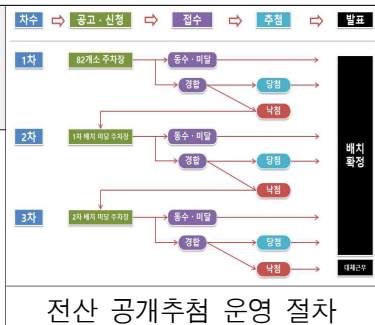 차수 공고·신청 접수 추첨 발표
1차 82개소 주차장 동수·미달
경합 당첨
낙첨
2차 1차 배치 미달 주차장 동수·미달
경합 당첨
낙첨
배치
확정
3차 2차 배치 미달 주차장 동수·미달
경합 당첨
낙첨 대체근무
전산 공개추첨 운영 절차